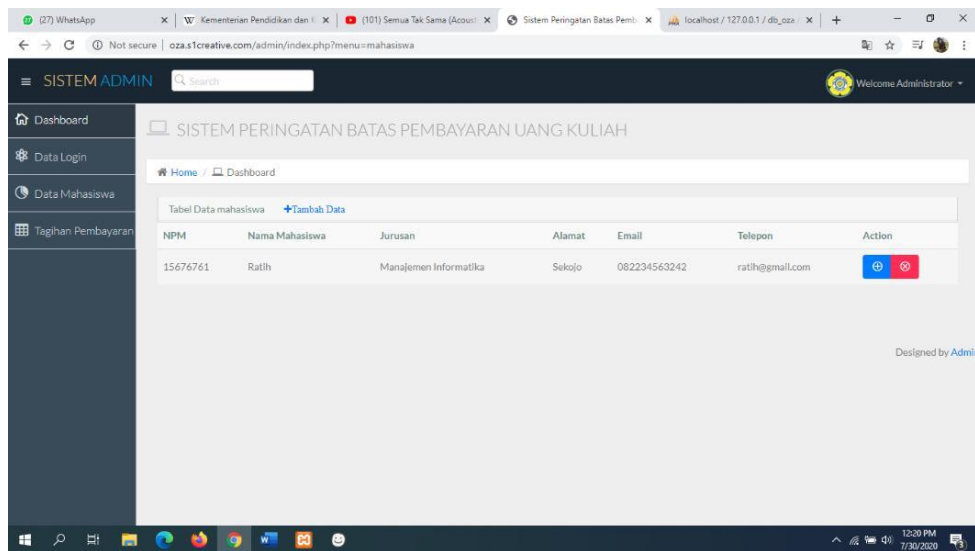 (27) WhatsApp
Kementerian Pendidikan dan
(101) Semua Tak Sama (Acoust
Sistem Peringatan Batas Pemb
localhost / 127.0.0.1 / db_oza
Not secure | oza.s1creative.com/admin/index.php?menu=mahasiswa
SISTEM ADMIN
Search
Welcome Administrator
Dashboard
SISTEM PERINGATAN BATAS PEMBAYARAN UANG KULIAH
Data Login
Home / Dashboard
Data Mahasiswa
Tabel Data mahasiswa +Tambah Data
Tagihan Pembayaran
NPM Nama Mahasiswa Jurusan Alamat Email Telepon Action
15676761 Ratih Manajemen Informatika Sekojo 082234563242 ratih@gmail.com
Designed by Admi
12:20 PM
7/30/2020